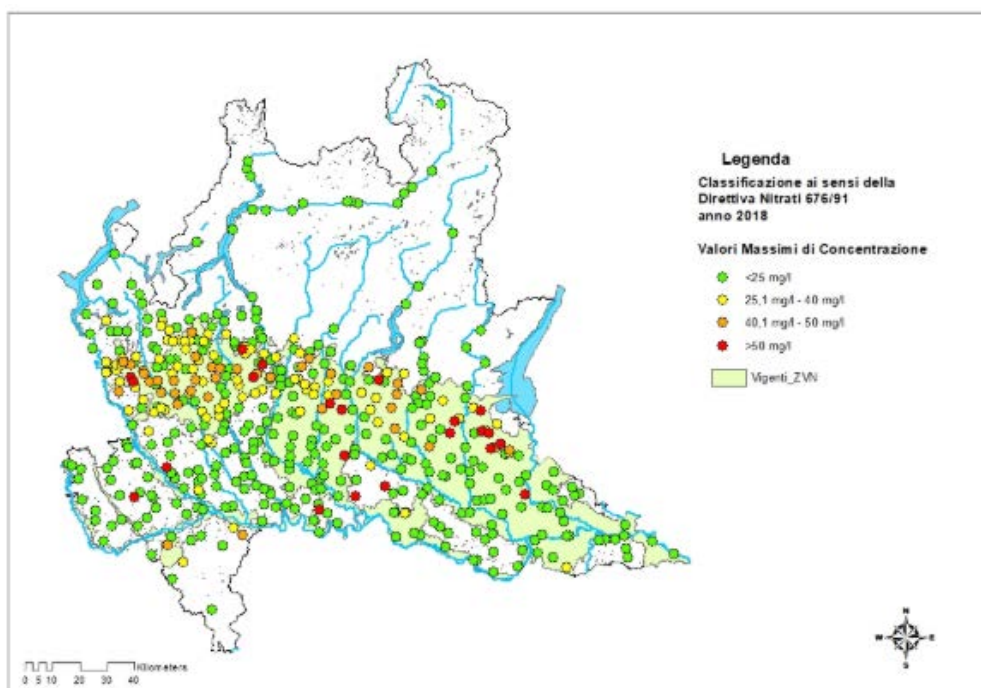 Legenda
Classificazione ai sensi della
Direttiva Nitrati 676/91
anno 2018
Valori Massimi di Concentrazione
<25 mg/l
25,1 mg/l - 40 mg/l
40,1 mg/l - 50 mg/l
>50 mg/l
Vigenti_ZVN
N
W E
S
Kilometers
0 5 10 20 30 40